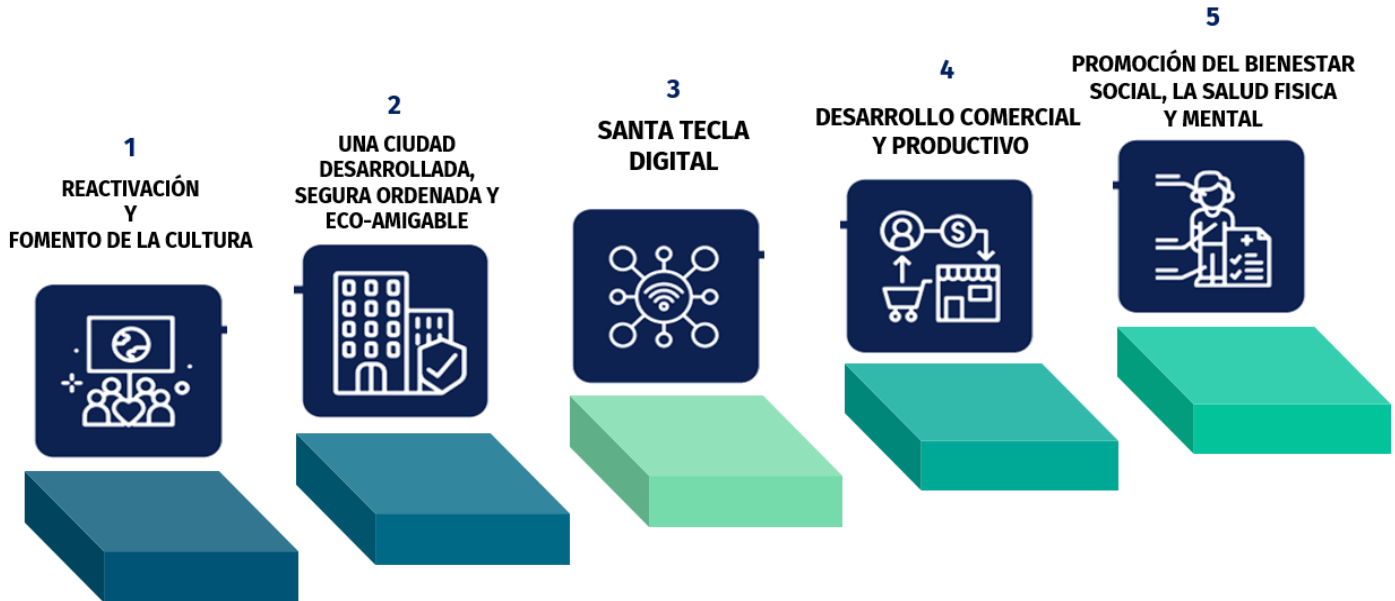 1
REACTIVACIÓN
Y
FOMENTO DE LA CULTURA
2
UNA CIUDAD
DESARROLLADA,
SEGURA ORDENADA Y
ECO-AMIGABLE
3
SANTA TECLA
DIGITAL
4
DESARROLLO COMERCIAL
Y PRODUCTIVO
5
PROMOCIÓN DEL BIENESTAR
SOCIAL, LA SALUD FISICA
Y MENTAL